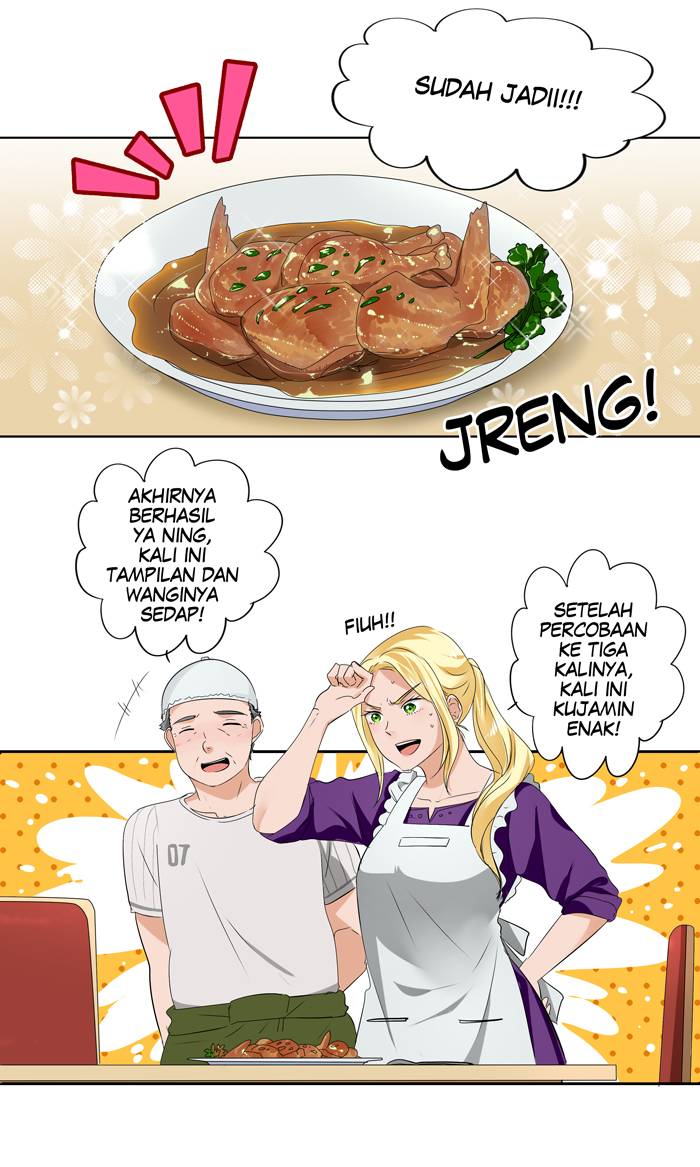 SUDAH JADII!!!
JRENG!
AKHIRNYA
BERHASIL
YA NING,
KALI INI
TAMPILAN DAN
WANGINYA
SEDAP!
FIUH!!
SETELAH
PERCOBAAN
KE TIGA
KALINYA,
KALI INI
KUJAMIN
ENAK!
07